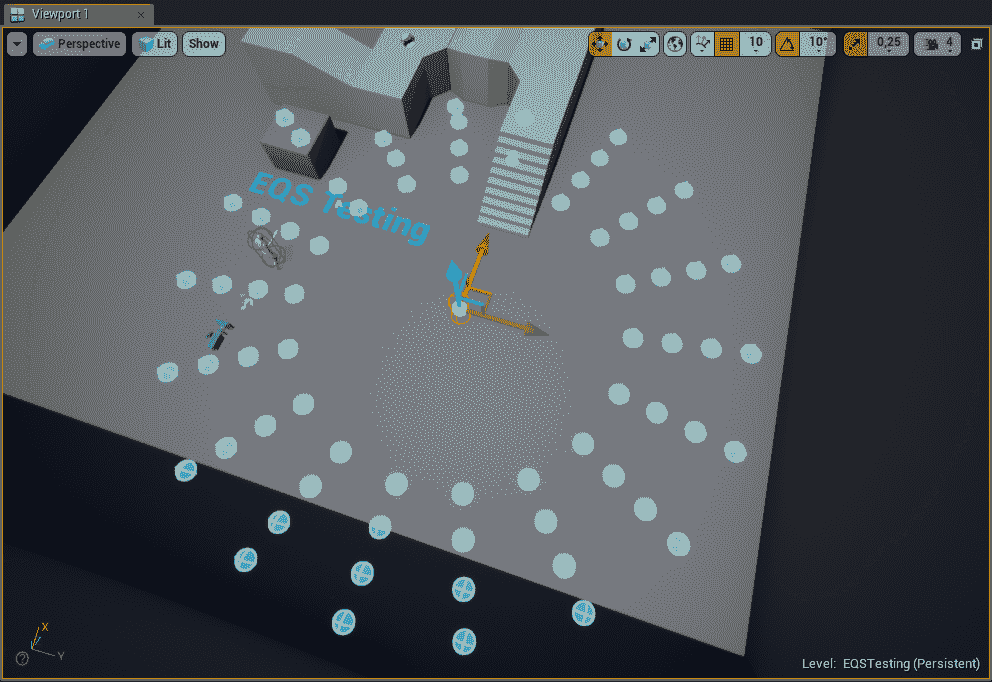 Viewport 1
Perspective
Lit
Show
10
10°
0,25
4
EQS Testing
X
Y
Level: EQSTesting (Persistent)